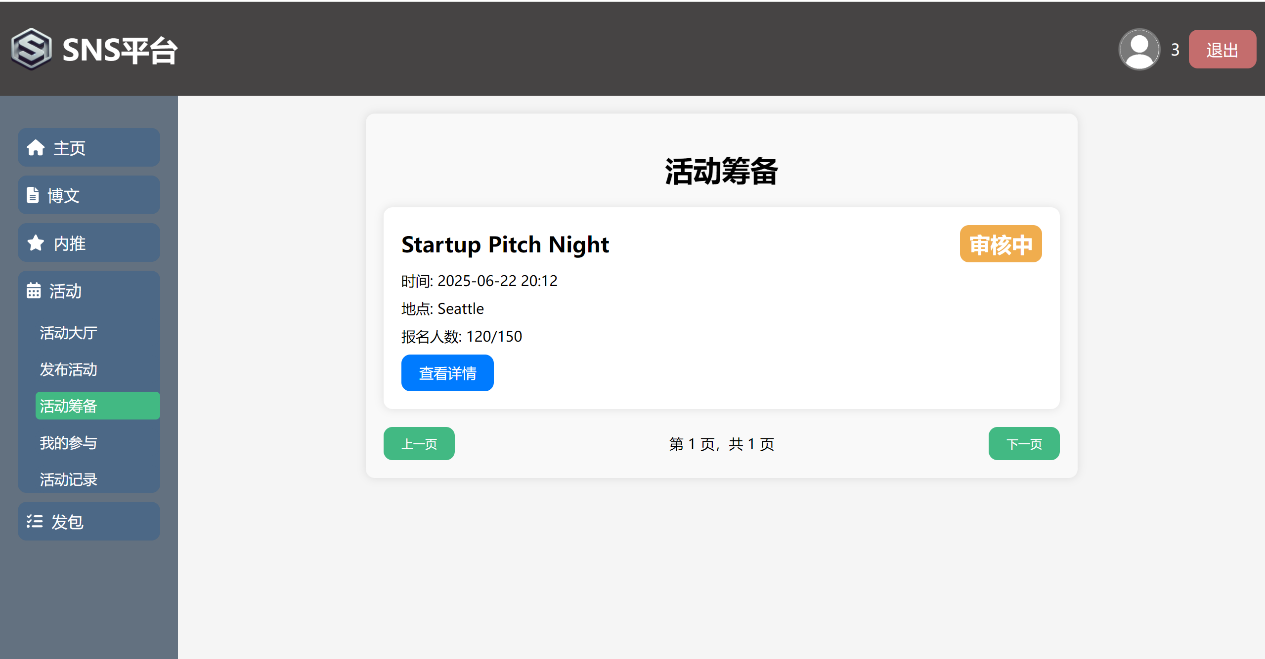 SNS平台
3
退出
主页
博文
内推
活动
活动大厅
发布活动
活动筹备
我的参与
活动记录
发包
活动筹备
Startup Pitch Night
审核中
时间: 2025-06-22 20:12
地点: Seattle
报名人数: 120/150
查看详情
上一页
第 1 页，共 1 页
下一页